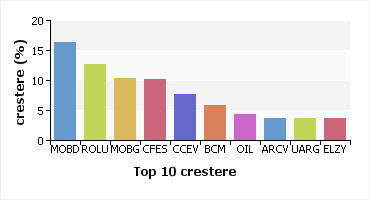 20
15
10
5
0
crestere (%)
MOBD ROLU MOBG CFES CCEV BCM OIL ARCV UARG ELZY
Top 10 crestere